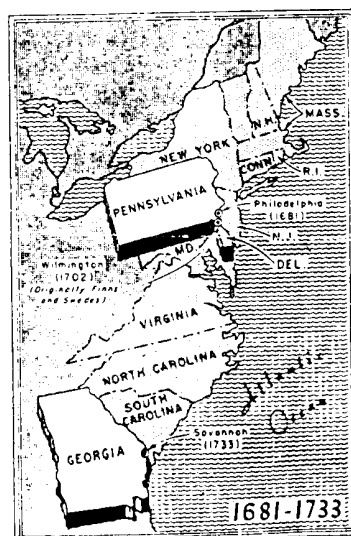 MASS.
N.H.
NEW YORK
CONN.
R.I.
PENNSYLVANIA
Philadelphia
(1681)
N.J.
MD.
DEL.
Wilmington
(1702)
(Originally Finns
and Swedes)
VIRGINIA
NORTH CAROLINA
SOUTH
CAROLINA
Atlantic
Ocean
Savannah
(1733)
GEORGIA
1681-1733